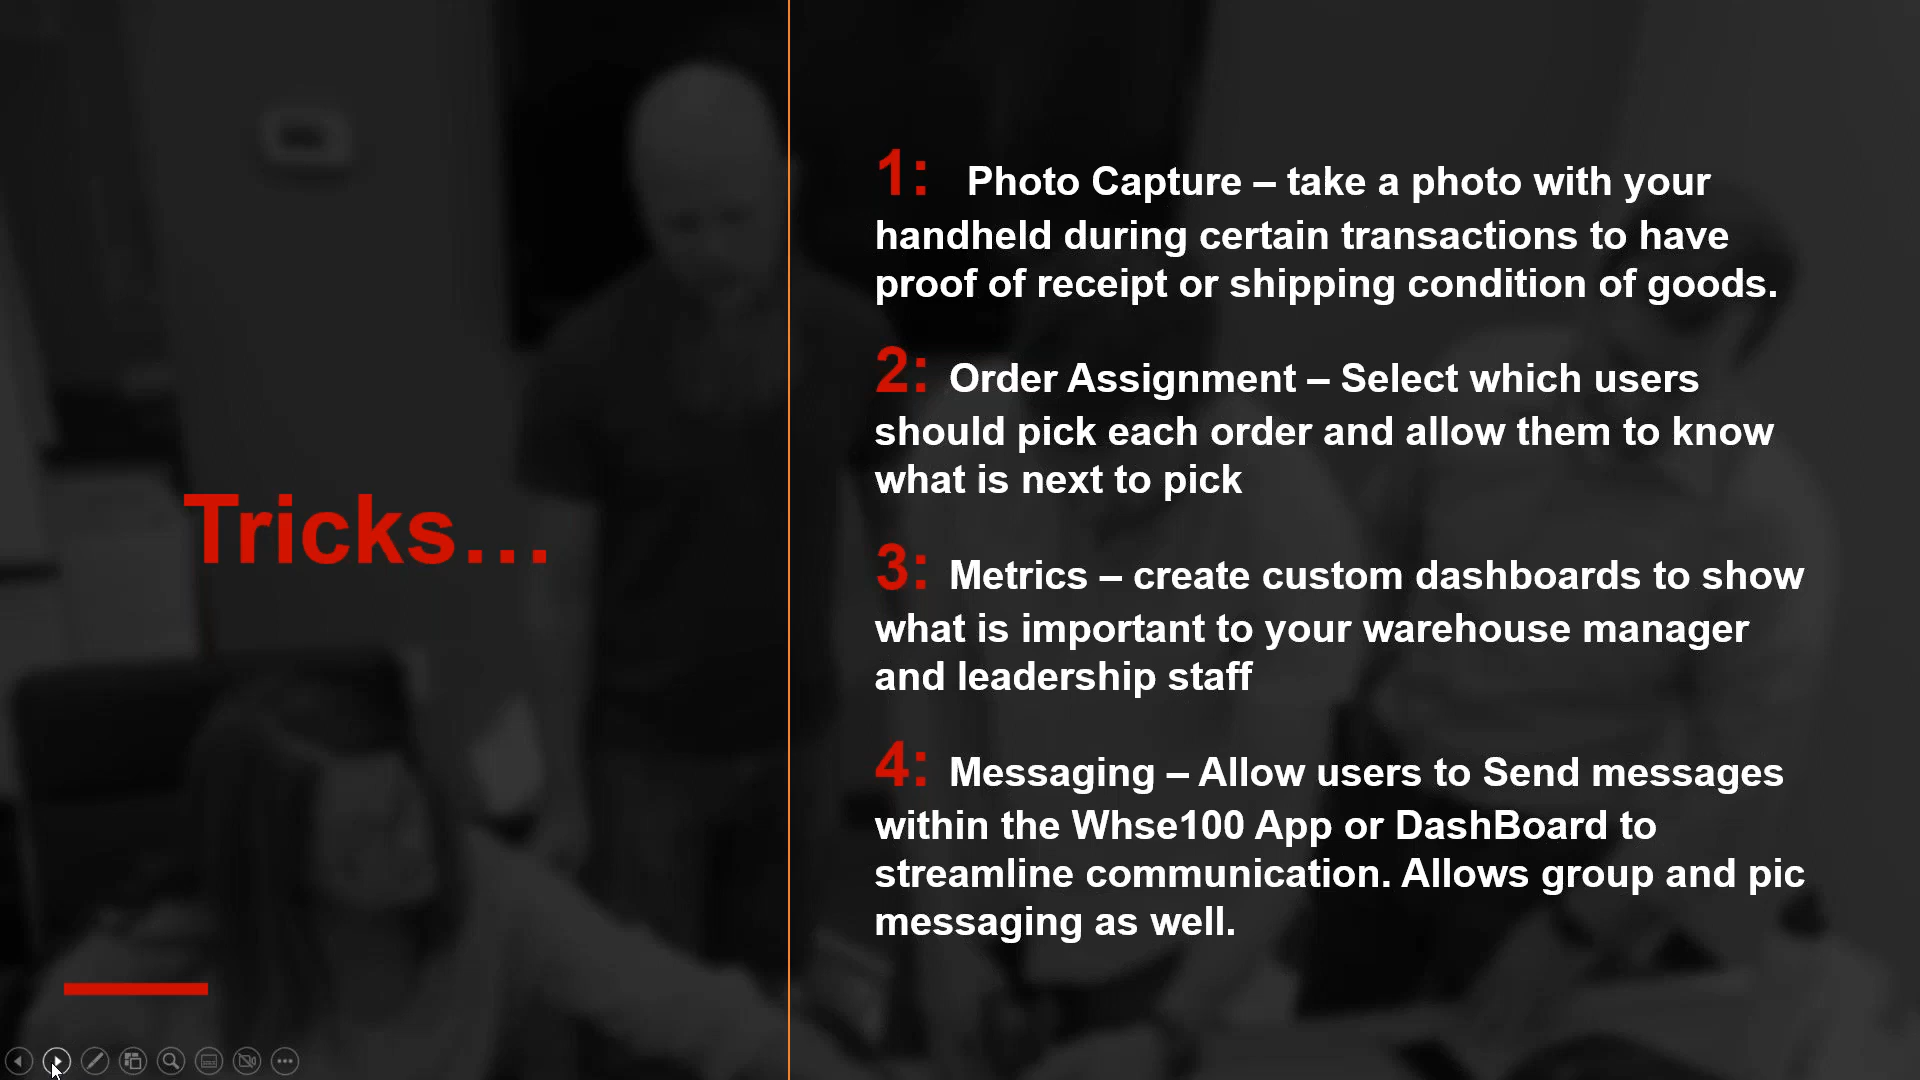 Tricks...
1: Photo Capture – take a photo with your
handheld during certain transactions to have
proof of receipt or shipping condition of goods.
2: Order Assignment – Select which users
should pick each order and allow them to know
what is next to pick
3: Metrics – create custom dashboards to show
what is important to your warehouse manager
and leadership staff
4: Messaging – Allow users to Send messages
within the Whse100 App or DashBoard to
streamline communication. Allows group and pic
messaging as well.